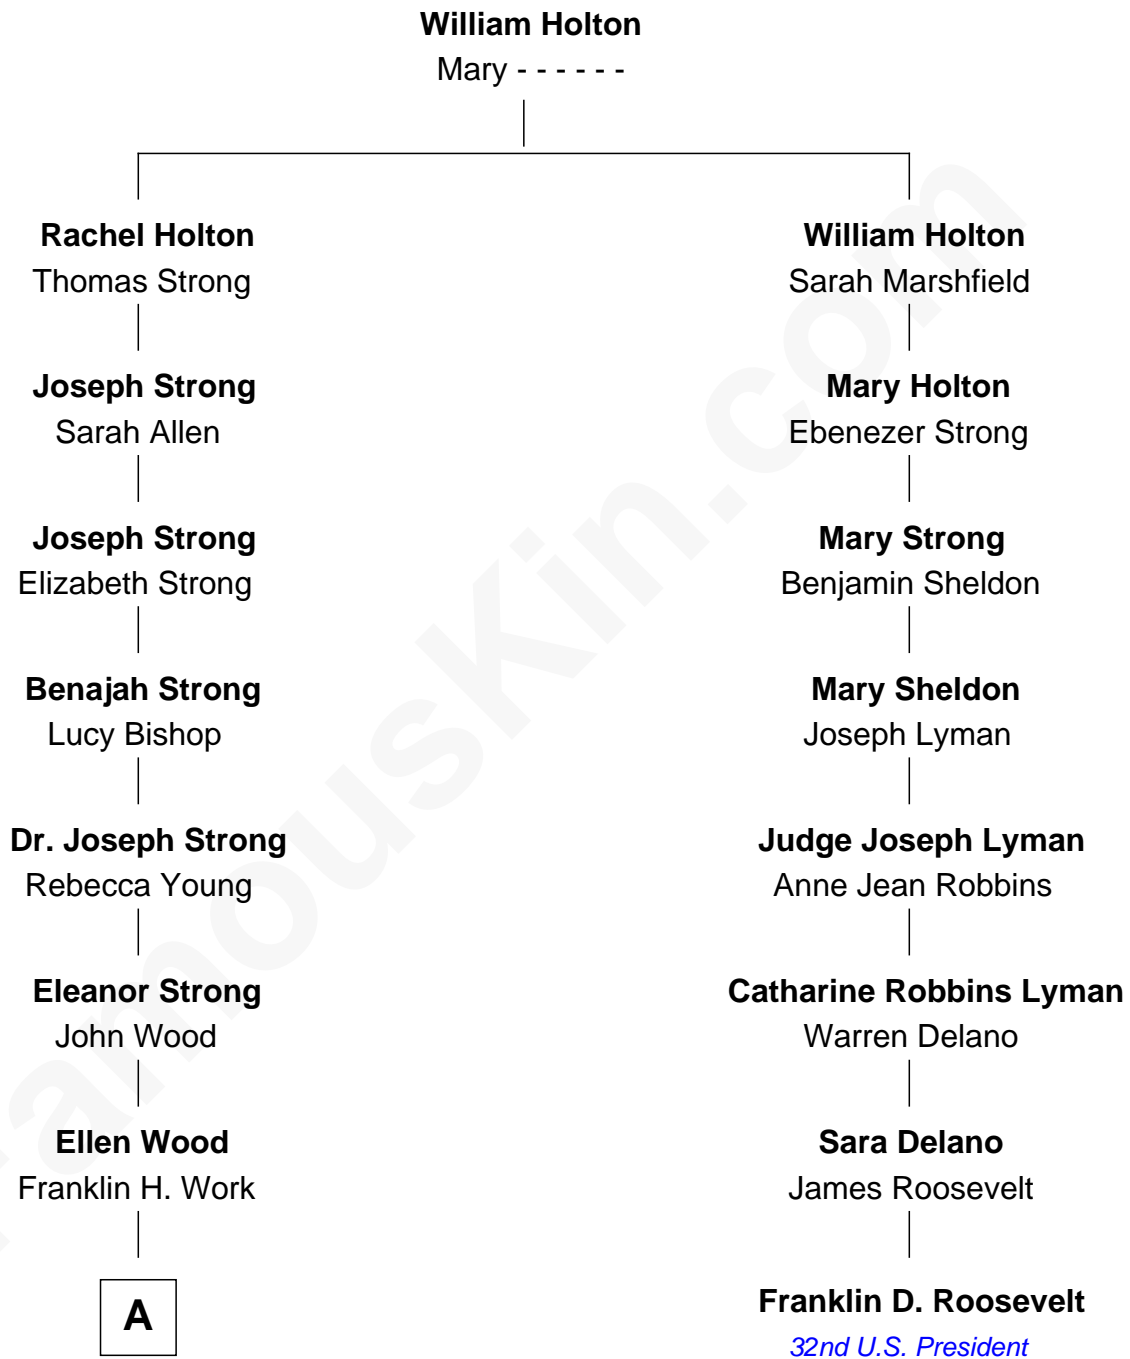 William Holton
Mary - - - - - -
Rachel Holton
Thomas Strong
William Holton
Sarah Marshfield
Joseph Strong
Sarah Allen
Mary Holton
Ebenezer Strong
Joseph Strong
Elizabeth Strong
Mary Strong
Benjamin Sheldon
Benajah Strong
Lucy Bishop
Mary Sheldon
Joseph Lyman
Dr. Joseph Strong
Rebecca Young
Judge Joseph Lyman
Anne Jean Robbins
Eleanor Strong
John Wood
Catharine Robbins Lyman
Warren Delano
Ellen Wood
Franklin H. Work
Sara Delano
James Roosevelt
A
Franklin D. Roosevelt
32nd U.S. President
FamousKin.com